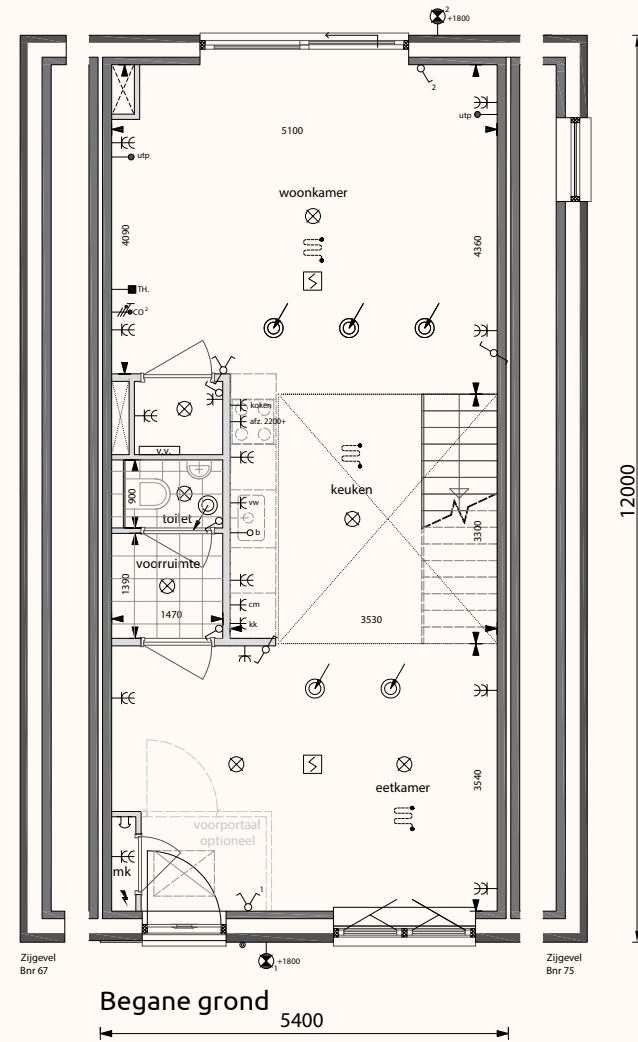 2
+1800
2
utp
5100
utp
woonkamer
4090
4360
TH.
CO2
koken
afz. 2200+
v.v.
keuken
900
vw
toilet
b
3300
12000
voorruimte
1390
cm
1470
3530
kk
3540
eetkamer
voorportaal
optioneel
mk
1
Zijgevel
Bnr 67
+1800
1
Zijgevel
Bnr 75
Begane grond
5400